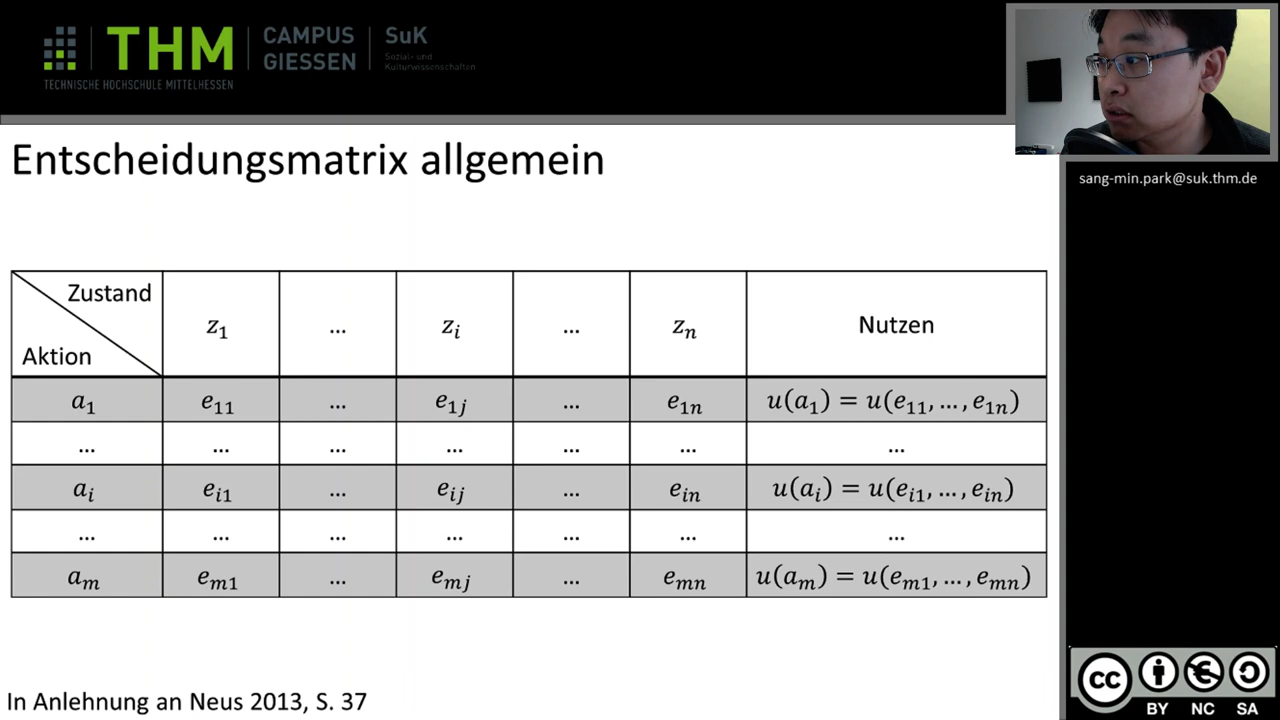 THM CAMPUS GIESSEN SuK
Sozial- und
Kulturwissenschaften
TECHNISCHE HOCHSCHULE MITTELHESSEN
sang-min.park@suk.thm.de
Entscheidungsmatrix allgemein
Zustand
Aktion
z₁ ... zᵢ ... zₙ Nutzen
a₁ e₁₁ ... e₁ⱼ ... e₁ₙ u(a₁) = u(e₁₁, ..., e₁ₙ)
... ... ... ... ... ... ...
aᵢ eᵢ₁ ... eᵢⱼ ... eᵢₙ u(aᵢ) = u(eᵢ₁, ..., eᵢₙ)
... ... ... ... ... ... ...
aₘ eₘ₁ ... eₘⱼ ... eₘₙ u(aₘ) = u(eₘ₁, ..., eₘₙ)
In Anlehnung an Neus 2013, S. 37
cc
BY NC SA